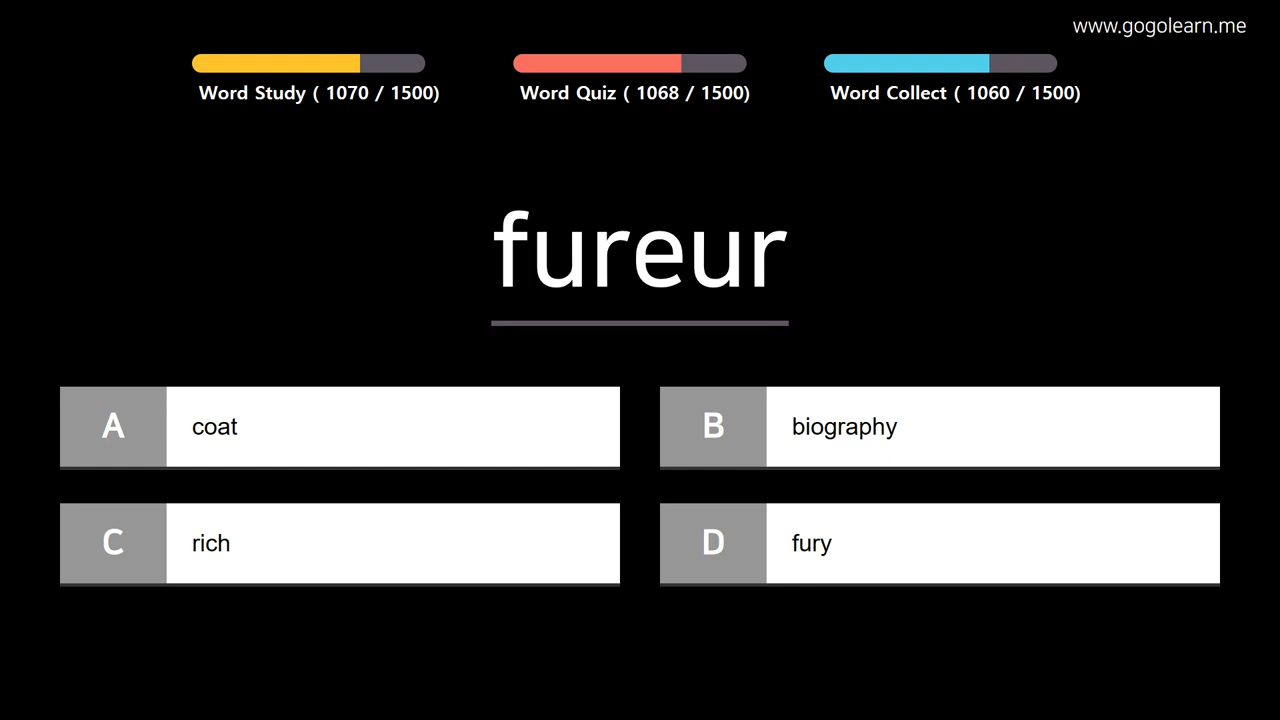 www.gogolearn.me
Word Study ( 1070 / 1500)
Word Quiz ( 1068 / 1500)
Word Collect ( 1060 / 1500)
fureur
A coat
B biography
C rich
D fury